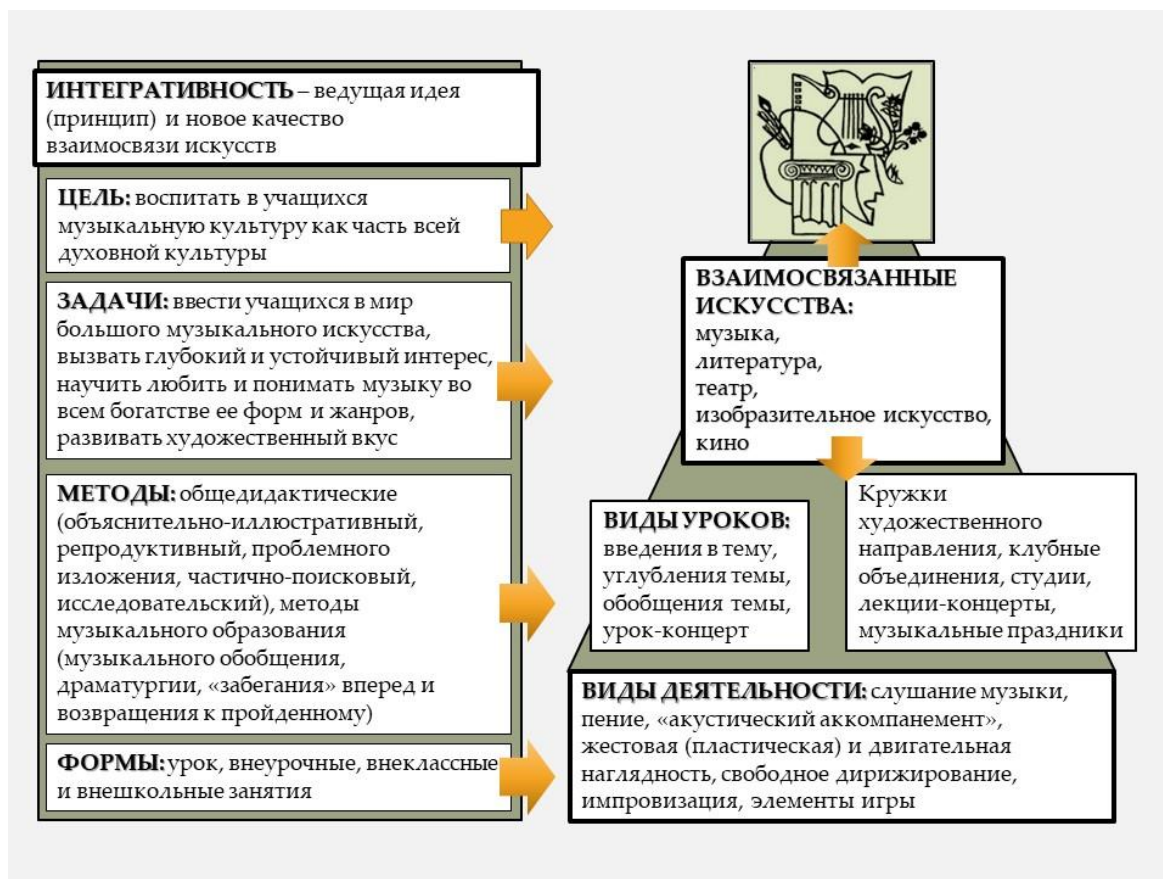 ИНТЕГРАТИВНОСТЬ – ведущая идея
(принцип) и новое качество
взаимосвязи искусств
ЦЕЛЬ: воспитать в учащихся
музыкальную культуру как часть всей
духовной культуры
ЗАДАЧИ: ввести учащихся в мир
большого музыкального искусства,
вызвать глубокий и устойчивый интерес,
научить любить и понимать музыку во
всем богатстве ее форм и жанров,
развивать художественный вкус
МЕТОДЫ: общедидактические
(объяснительно-иллюстративный,
репродуктивный, проблемного
изложения, частично-поисковый,
исследовательский), методы
музыкального образования
(музыкального обобщения,
драматургии, «забегания» вперед и
возвращения к пройденному)
ФОРМЫ: урок, внеурочные, внеклассные
и внешкольные занятия
ВЗАИМОСВЯЗАННЫЕ
ИСКУССТВА:
музыка,
литература,
театр,
изобразительное искусство,
кино
ВИДЫ УРОКОВ:
введения в тему,
углубления темы,
обобщения темы,
урок-концерт
Кружки
художественного
направления, клубные
объединения, студии,
лекции-концерты,
музыкальные праздники
ВИДЫ ДЕЯТЕЛЬНОСТИ: слушание музыки,
пение, «акустический аккомпанемент»,
жестовая (пластическая) и двигательная
наглядность, свободное дирижирование,
импровизация, элементы игры